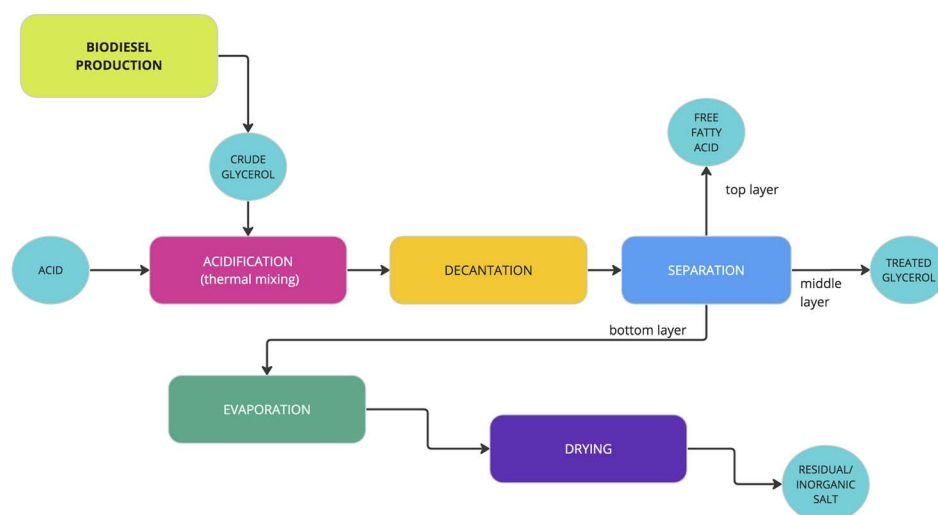 BIODIESEL
PRODUCTION
CRUDE
GLYCEROL
FREE
FATTY
ACID
top layer
ACID
ACIDIFICATION
(thermal mixing)
DECANTATION
SEPARATION
TREATED
GLYCEROL
middle
layer
bottom layer
EVAPORATION
DRYING
RESIDUAL/
INORGANIC
SALT